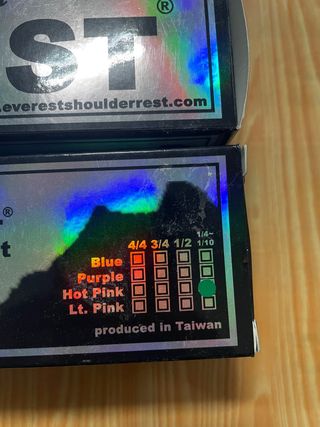 ®
ST
.everestshoulderrest.com
®
t
4/4 3/4 1/2 1/4~
1/10
Blue
Purple
Hot Pink
Lt. Pink
produced in Taiwan